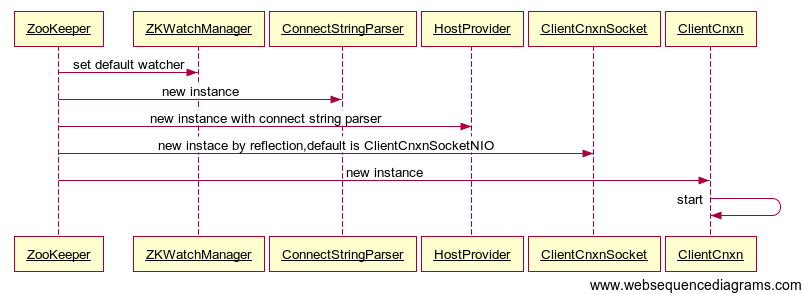 ZooKeeper ZKWatchManager ConnectStringParser HostProvider ClientCnxnSocket ClientCnxn
set default watcher
new instance
new instance with connect string parser
new instace by reflection,default is ClientCnxnSocketNIO
new instance
start
ZooKeeper ZKWatchManager ConnectStringParser HostProvider ClientCnxnSocket ClientCnxn
www.websequencediagrams.com